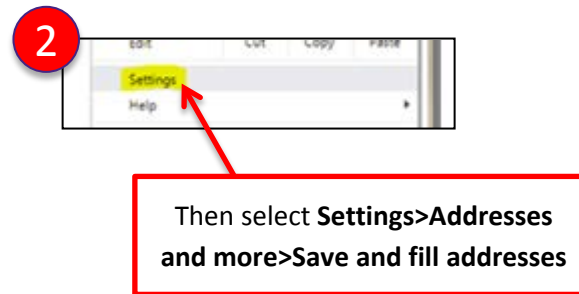 2
Edit Cut Copy Paste
Settings
Help
Then select Settings>Addresses
and more>Save and fill addresses